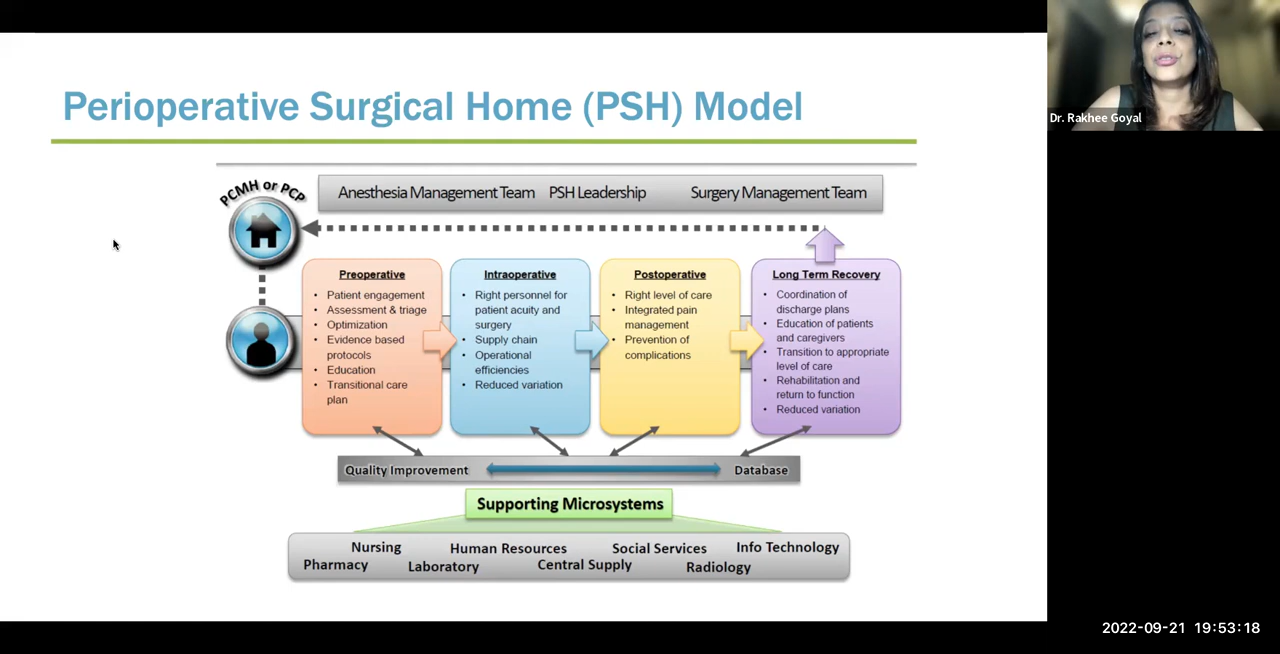 Perioperative Surgical Home (PSH) Model
Dr. Rakhee Goyal
PCMH or PCP
Anesthesia Management Team PSH Leadership Surgery Management Team
Preoperative
• Patient engagement
• Assessment & triage
• Optimization
• Evidence based
protocols
• Education
• Transitional care
plan
Intraoperative
• Right personnel for
patient acuity and
surgery
• Supply chain
• Operational
efficiencies
• Reduced variation
Postoperative
• Right level of care
• Integrated pain
management
• Prevention of
complications
Long Term Recovery
• Coordination of
discharge plans
• Education of patients
and caregivers
• Transition to appropriate
level of care
• Rehabilitation and
return to function
• Reduced variation
Quality Improvement Database
Supporting Microsystems
Nursing Human Resources Social Services Info Technology
Pharmacy Laboratory Central Supply Radiology
2022-09-21 19:53:18